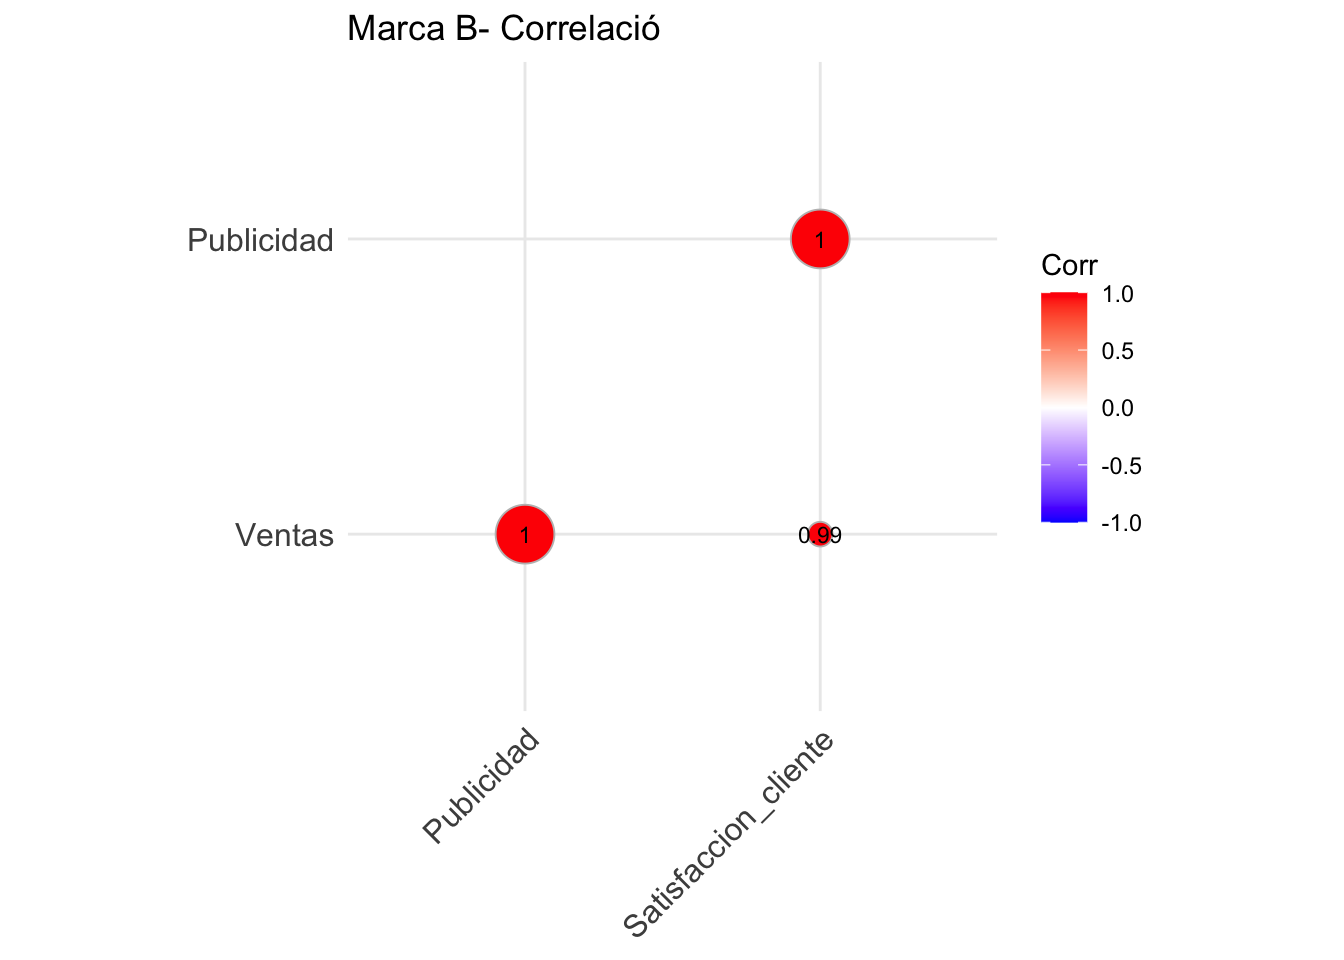 Marca B- Correlació
Publicidad
1
Ventas
1
0.99
Publicidad
Satisfaccion_cliente
Corr
1.0
0.5
0.0
-0.5
-1.0